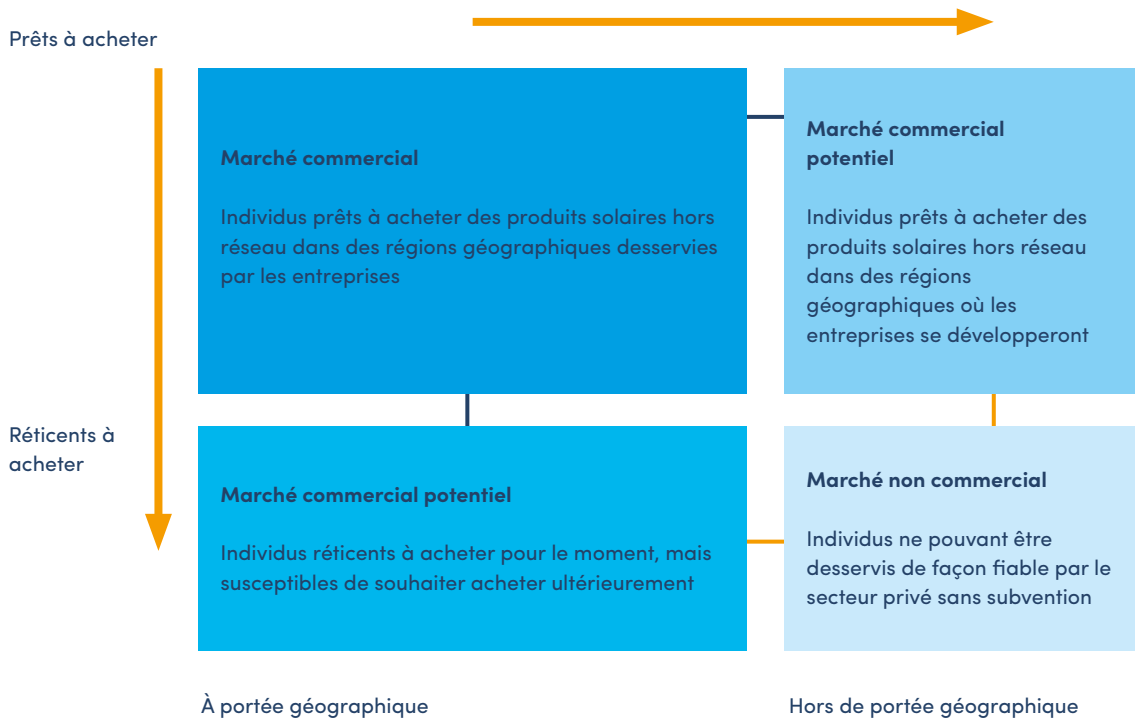 Prêts à acheter
Marché commercial
Individus prêts à acheter des produits solaires hors
réseau dans des régions géographiques desservies
par les entreprises
Marché commercial
potentiel
Individus prêts à acheter des
produits solaires hors réseau
dans des régions
géographiques où les
entreprises se développeront
Réticents à
acheter
Marché commercial potentiel
Individus réticents à acheter pour le moment, mais
susceptibles de souhaiter acheter ultérieurement
Marché non commercial
Individus ne pouvant être
desservis de façon fiable par le
secteur privé sans subvention
À portée géographique
Hors de portée géographique